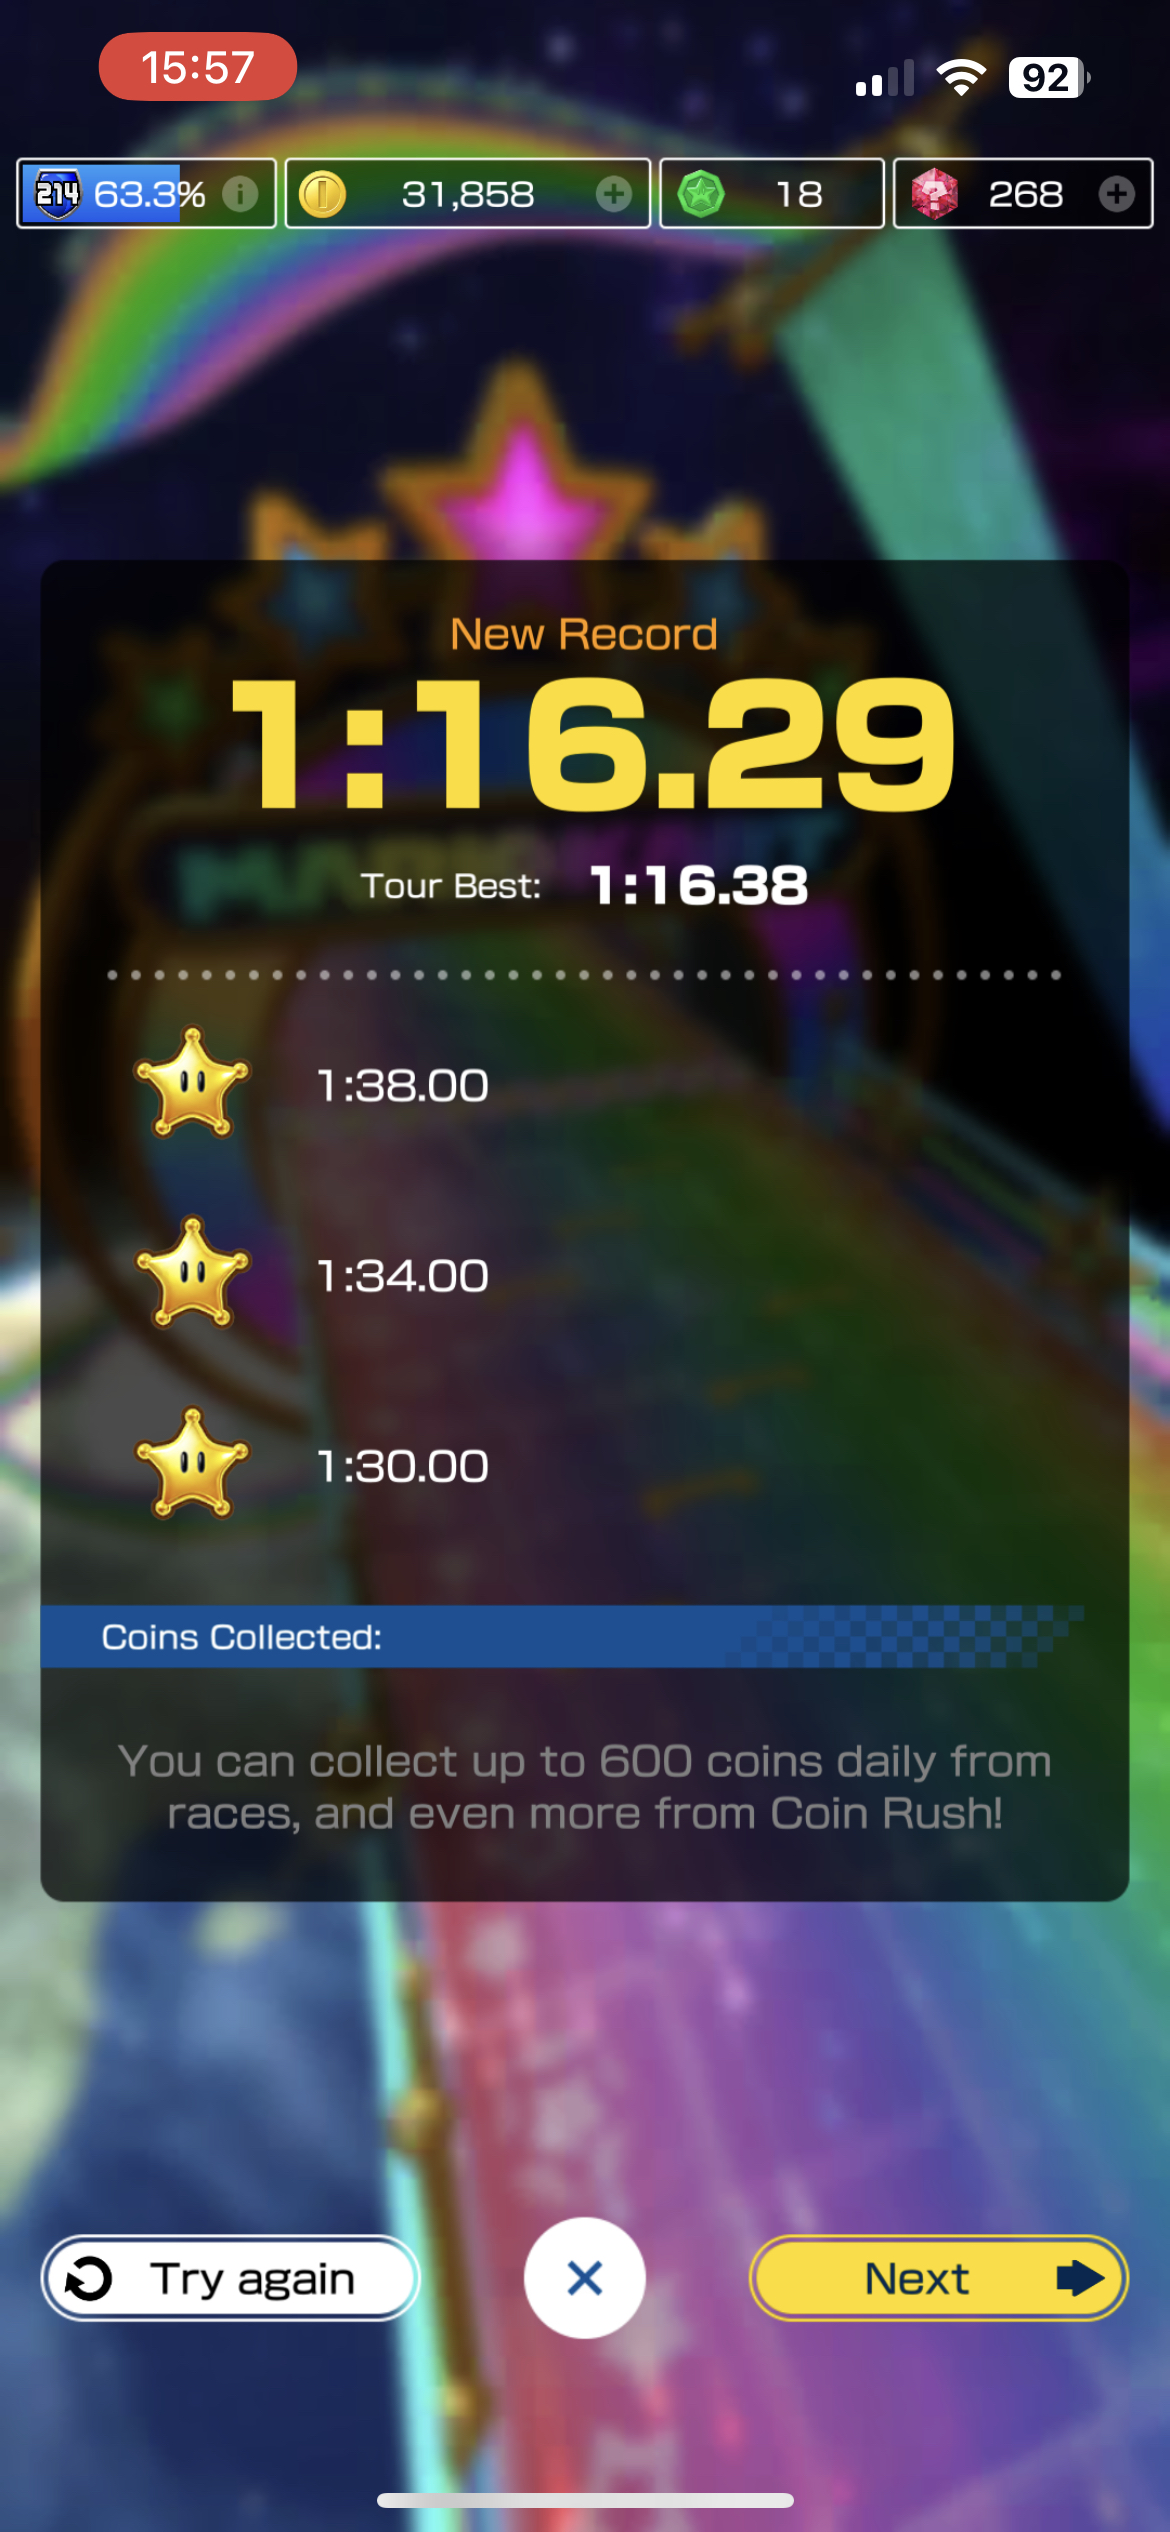 15:57
92
214 63.3% i
31,858
18
268
New Record
1:16.29
Tour Best: 1:16.38
1:38.00
1:34.00
1:30.00
Coins Collected:
You can collect up to 600 coins daily from
races, and even more from Coin Rush!
Try again
Next